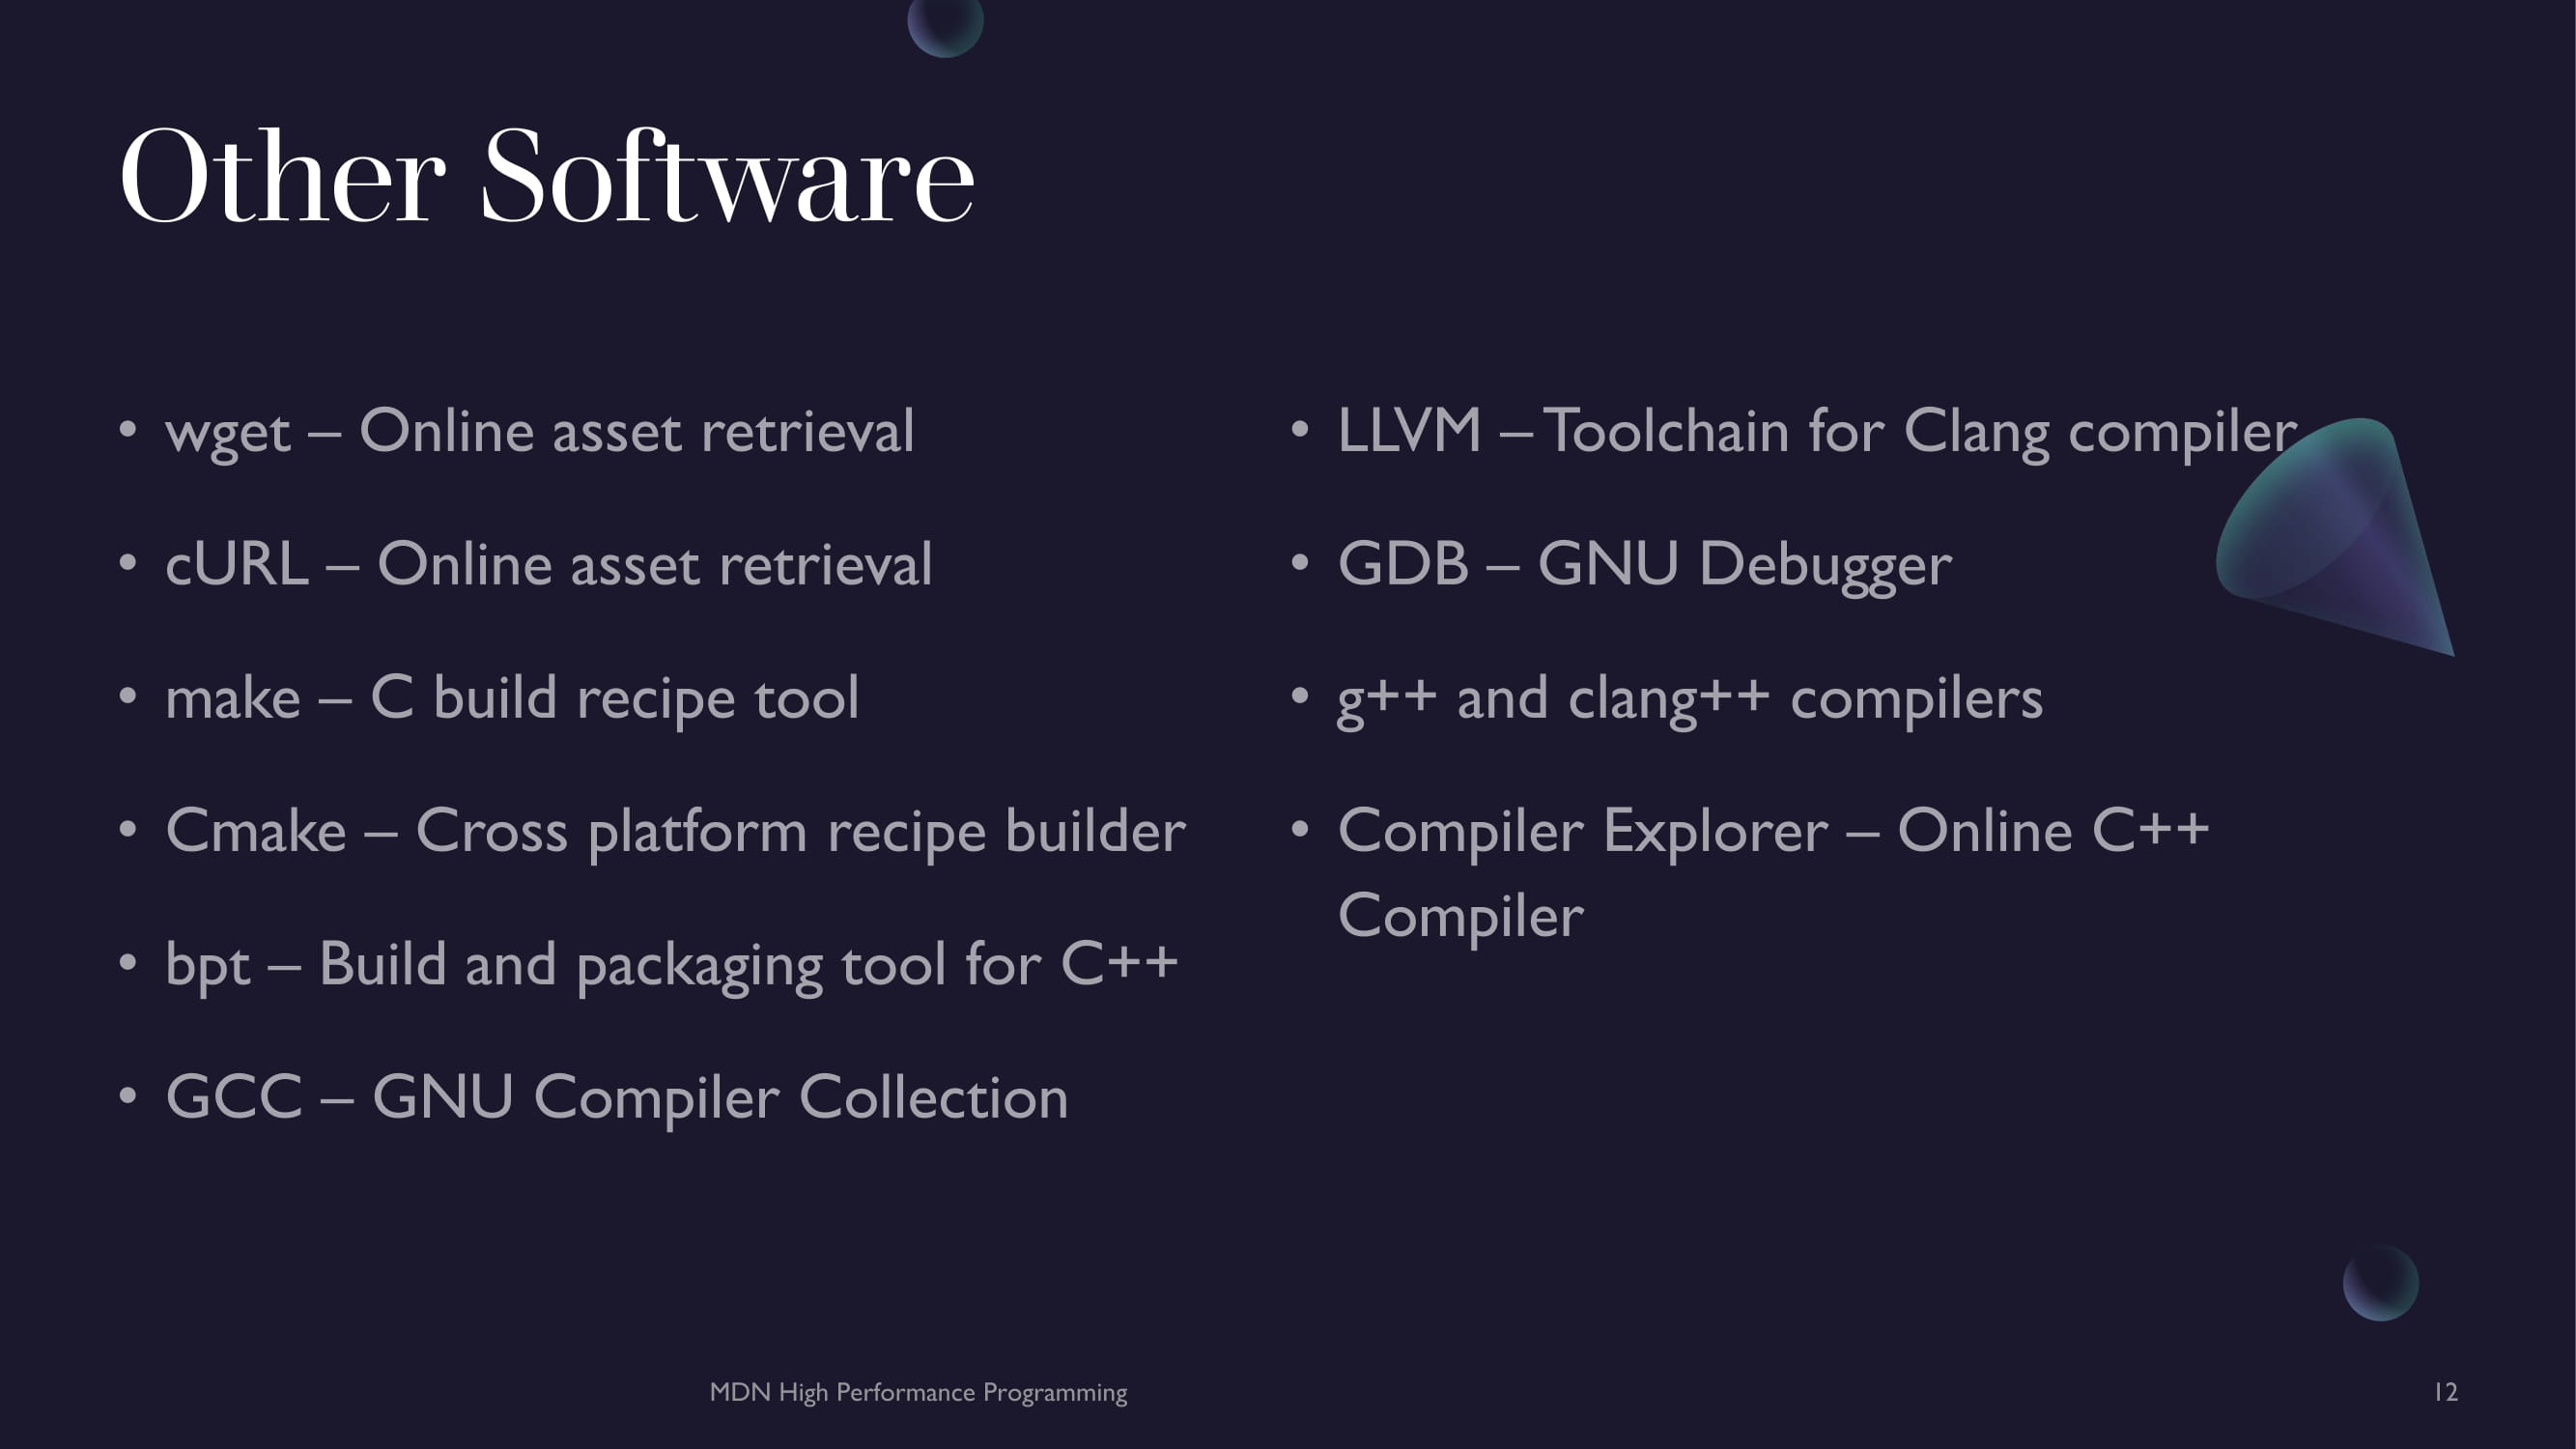 Other Software
• wget – Online asset retrieval
• cURL – Online asset retrieval
• make – C build recipe tool
• Cmake – Cross platform recipe builder
• bpt – Build and packaging tool for C++
• GCC – GNU Compiler Collection
• LLVM – Toolchain for Clang compiler
• GDB – GNU Debugger
• g++ and clang++ compilers
• Compiler Explorer – Online C++
Compiler
MDN High Performance Programming
12